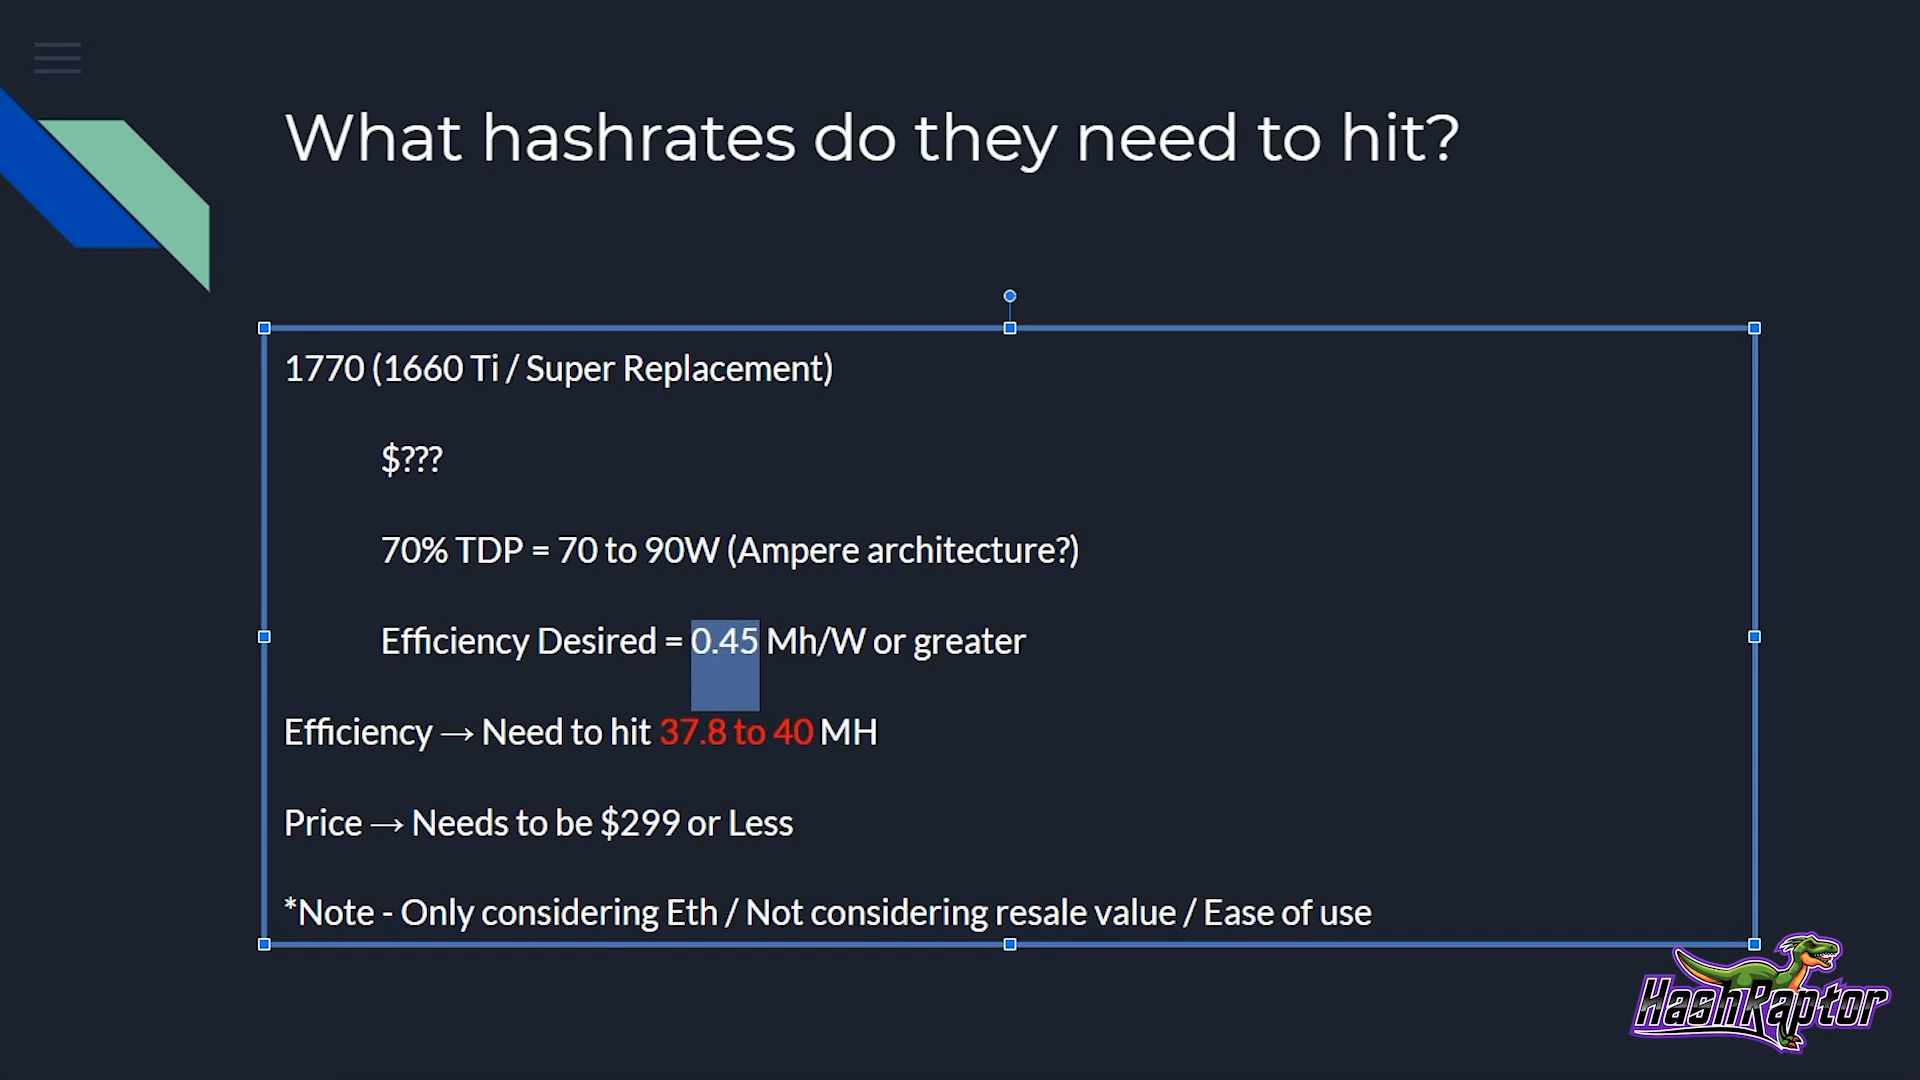 What hashrates do they need to hit?
1770 (1660 Ti / Super Replacement)
$???
70% TDP = 70 to 90W (Ampere architecture?)
Efficiency Desired = 0.45 Mh/W or greater
Efficiency → Need to hit 37.8 to 40 MH
Price → Needs to be $299 or Less
*Note - Only considering Eth / Not considering resale value / Ease of use
HashRaptor